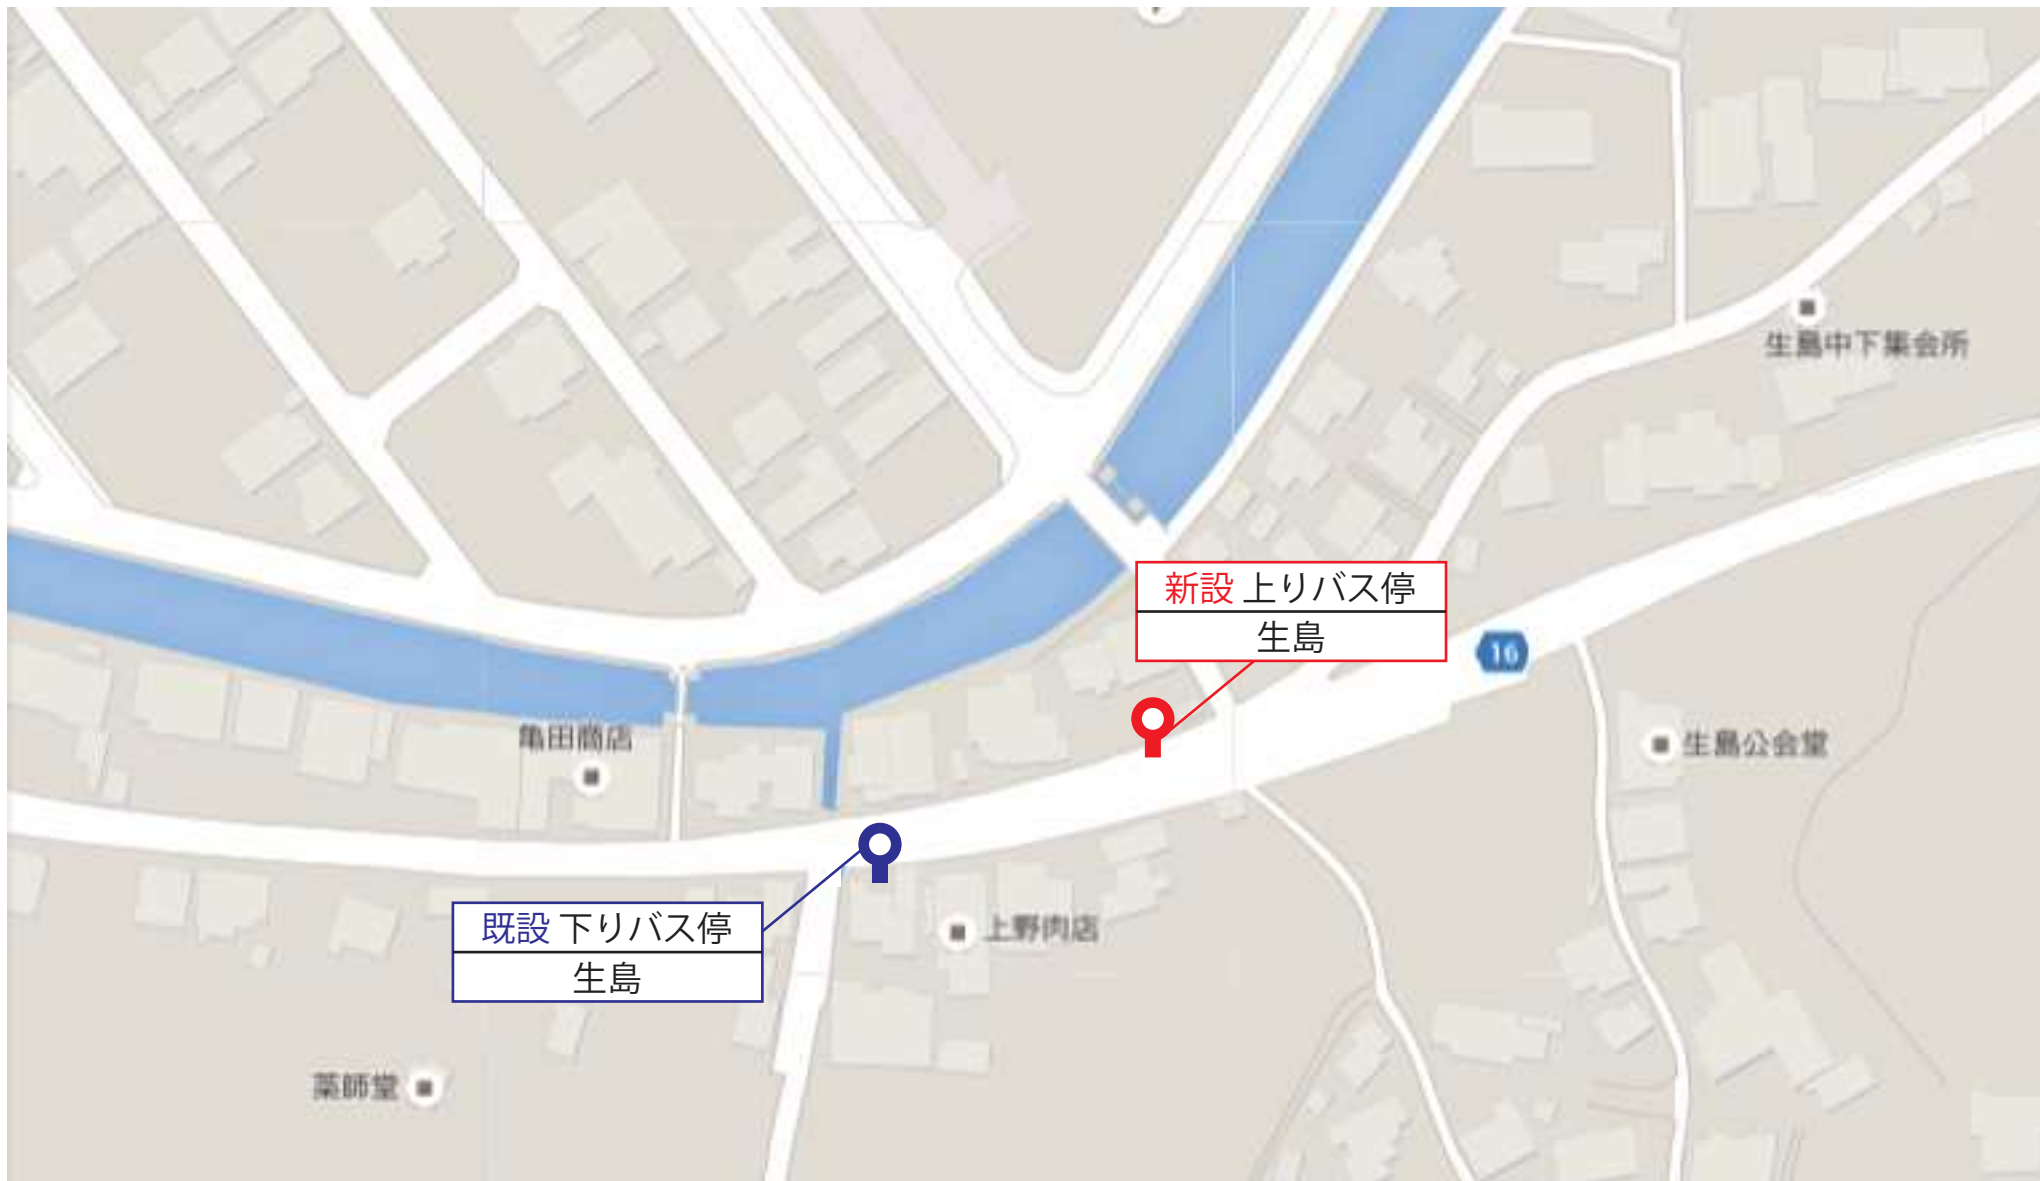 生島中下集会所
新設 上りバス停
生島
16
亀田商店
生島公会堂
既設 下りバス停
生島
上野肉店
薬師堂